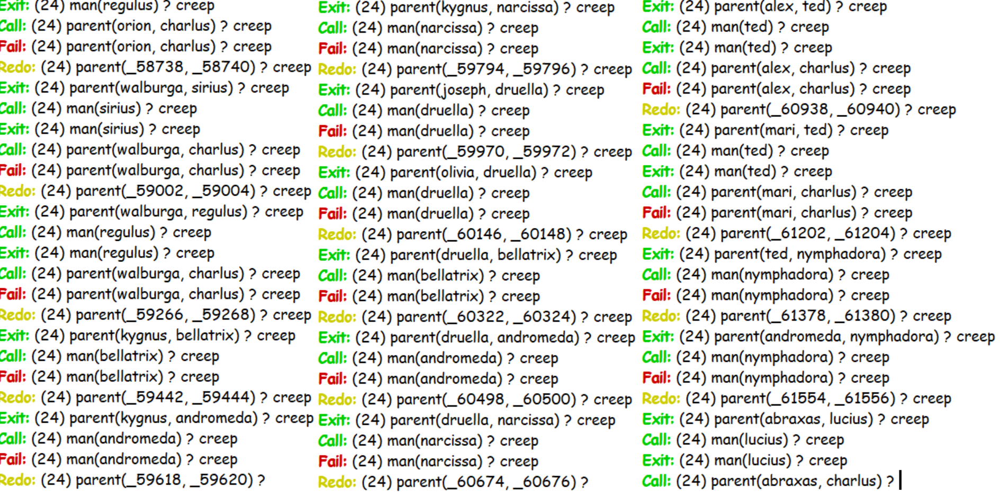 Exit: (24) man(regulus) ? creep
Call: (24) parent(orion, charlus) ? creep
Fail: (24) parent(orion, charlus) ? creep
Redo: (24) parent(_58738, _58740) ? creep
Exit: (24) parent(walburga, sirius) ? creep
Call: (24) man(sirius) ? creep
Exit: (24) man(sirius) ? creep
Call: (24) parent(walburga, charlus) ? creep
Fail: (24) parent(walburga, charlus) ? creep
Redo: (24) parent(_59002, _59004) ? creep
Exit: (24) parent(walburga, regulus) ? creep
Call: (24) man(regulus) ? creep
Exit: (24) man(regulus) ? creep
Call: (24) parent(walburga, charlus) ? creep
Fail: (24) parent(walburga, charlus) ? creep
Redo: (24) parent(_59266, _59268) ? creep
Exit: (24) parent(kygnus, bellatrix) ? creep
Call: (24) man(bellatrix) ? creep
Fail: (24) man(bellatrix) ? creep
Redo: (24) parent(_59442, _59444) ? creep
Exit: (24) parent(kygnus, andromeda) ? creep
Call: (24) man(andromeda) ? creep
Fail: (24) man(andromeda) ? creep
Redo: (24) parent(_59618, _59620) ?
Exit: (24) parent(kygnus, narcissa) ? creep
Call: (24) man(narcissa) ? creep
Fail: (24) man(narcissa) ? creep
Redo: (24) parent(_59794, _59796) ? creep
Exit: (24) parent(joseph, druella) ? creep
Call: (24) man(druella) ? creep
Fail: (24) man(druella) ? creep
Redo: (24) parent(_59970, _59972) ? creep
Exit: (24) parent(olivia, druella) ? creep
Call: (24) man(druella) ? creep
Fail: (24) man(druella) ? creep
Redo: (24) parent(_60146, _60148) ? creep
Exit: (24) parent(druella, bellatrix) ? creep
Call: (24) man(bellatrix) ? creep
Fail: (24) man(bellatrix) ? creep
Redo: (24) parent(_60322, _60324) ? creep
Exit: (24) parent(druella, andromeda) ? creep
Call: (24) man(andromeda) ? creep
Fail: (24) man(andromeda) ? creep
Redo: (24) parent(_60498, _60500) ? creep
Exit: (24) parent(druella, narcissa) ? creep
Call: (24) man(narcissa) ? creep
Fail: (24) man(narcissa) ? creep
Redo: (24) parent(_60674, _60676) ?
Exit: (24) parent(alex, ted) ? creep
Call: (24) man(ted) ? creep
Exit: (24) man(ted) ? creep
Call: (24) parent(alex, charlus) ? creep
Fail: (24) parent(alex, charlus) ? creep
Redo: (24) parent(_60938, _60940) ? creep
Exit: (24) parent(mari, ted) ? creep
Call: (24) man(ted) ? creep
Exit: (24) man(ted) ? creep
Call: (24) parent(mari, charlus) ? creep
Fail: (24) parent(mari, charlus) ? creep
Redo: (24) parent(_61202, _61204) ? creep
Exit: (24) parent(ted, nymphadora) ? creep
Call: (24) man(nymphadora) ? creep
Fail: (24) man(nymphadora) ? creep
Redo: (24) parent(_61378, _61380) ? creep
Exit: (24) parent(andromeda, nymphadora) ? creep
Call: (24) man(nymphadora) ? creep
Fail: (24) man(nymphadora) ? creep
Redo: (24) parent(_61554, _61556) ? creep
Exit: (24) parent(abraxas, lucius) ? creep
Call: (24) man(lucius) ? creep
Exit: (24) man(lucius) ? creep
Call: (24) parent(abraxas, charlus) ?